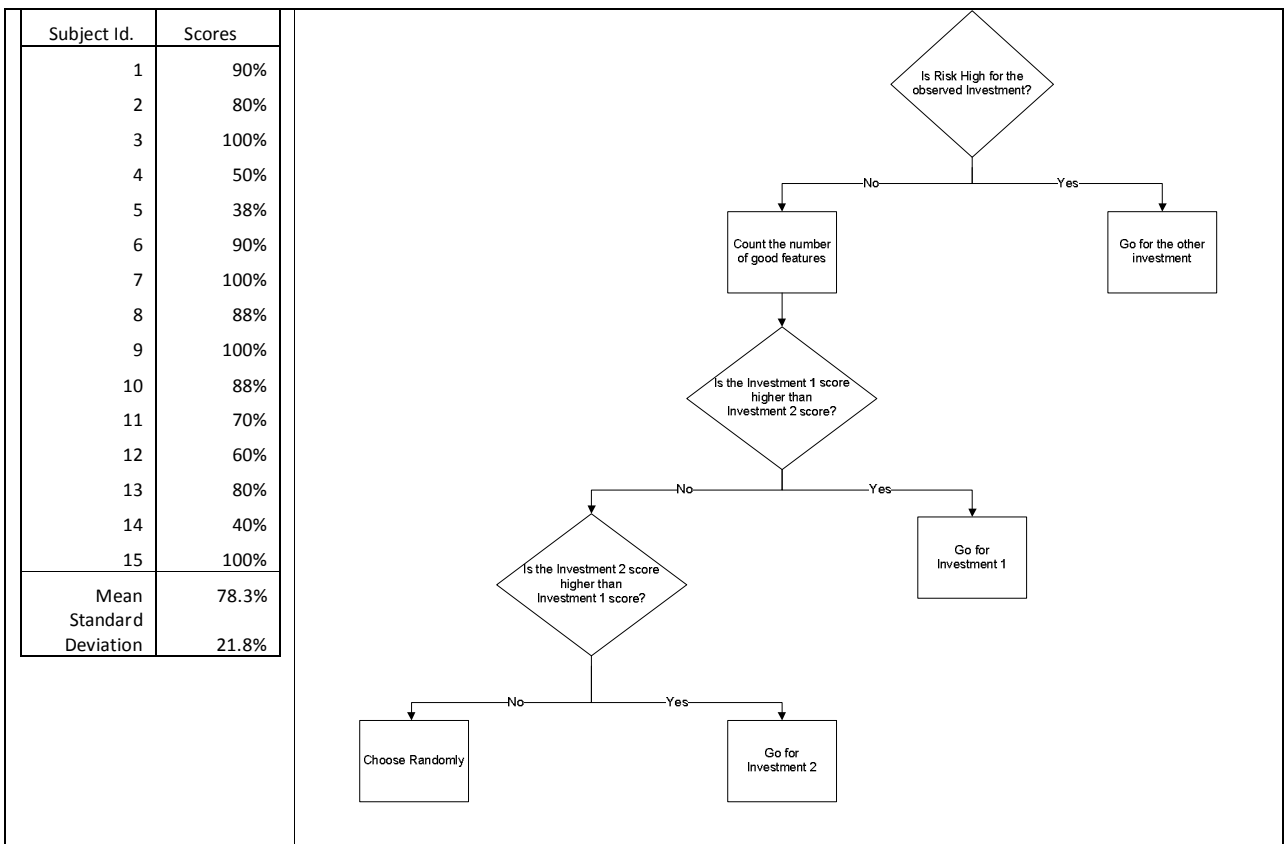 Subject Id. Scores
1 90%
2 80%
3 100%
4 50%
5 38%
6 90%
7 100%
8 88%
9 100%
10 88%
11 70%
12 60%
13 80%
14 40%
15 100%
Mean 78.3%
Standard
Deviation 21.8%
Is Risk High for the
observed Investment?
No
Yes
Count the number
of good features
Go for the other
investment
Is the Investment 1 score
higher than
Investment 2 score?
No
Yes
Is the Investment 2 score
higher than
Investment 1 score?
Go for
Investment 1
No
Yes
Choose Randomly
Go for
Investment 2